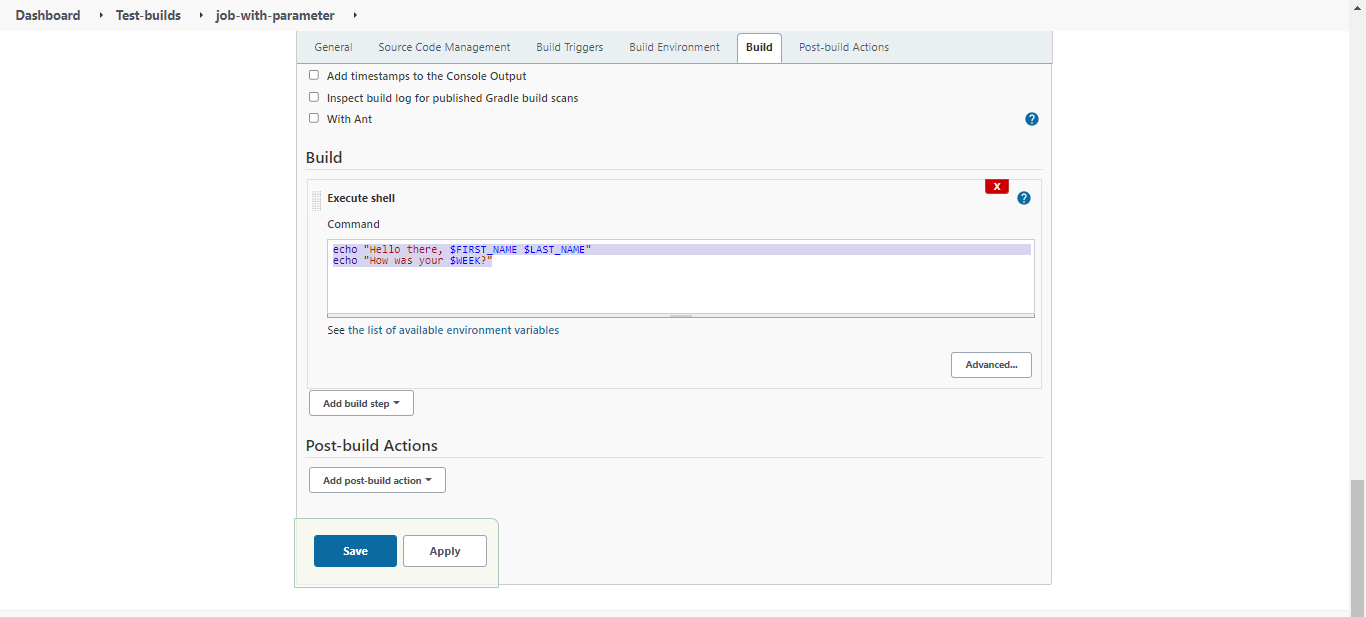 Dashboard Test-builds job-with-parameter
General Source Code Management Build Triggers Build Environment Build Post-build Actions
Add timestamps to the Console Output
Inspect build log for published Gradle build scans
With Ant
?
Build
X
Execute shell
?
Command
echo "Hello there, $FIRST_NAME $LAST_NAME"
echo "How was your $WEEK?"
See the list of available environment variables
Advanced...
Add build step
Post-build Actions
Add post-build action
Save Apply